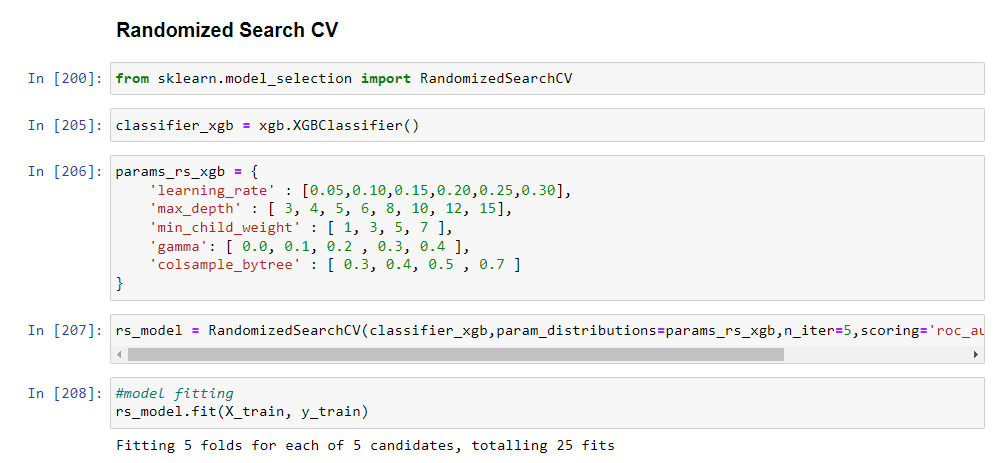 Randomized Search CV
In [200]: from sklearn.model_selection import RandomizedSearchCV
In [205]: classifier_xgb = xgb.XGBClassifier()
In [206]: params_rs_xgb = {
'learning_rate' : [0.05,0.10,0.15,0.20,0.25,0.30],
'max_depth' : [ 3, 4, 5, 6, 8, 10, 12, 15],
'min_child_weight' : [ 1, 3, 5, 7 ],
'gamma': [ 0.0, 0.1, 0.2 , 0.3, 0.4 ],
'colsample_bytree' : [ 0.3, 0.4, 0.5 , 0.7 ]
}
In [207]: rs_model = RandomizedSearchCV(classifier_xgb,param_distributions=params_rs_xgb,n_iter=5,scoring='roc_au
In [208]: #model fitting
rs_model.fit(X_train, y_train)
Fitting 5 folds for each of 5 candidates, totalling 25 fits